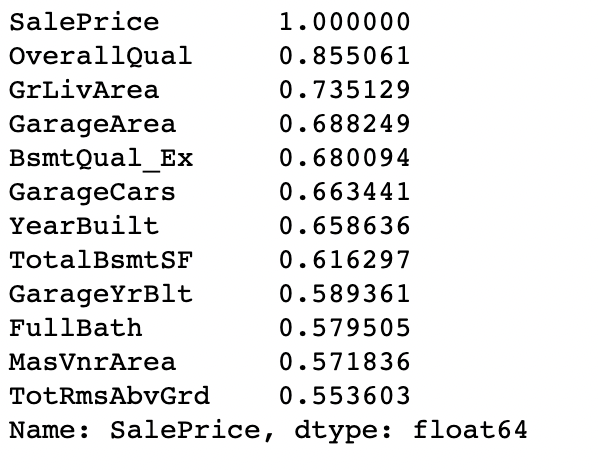 SalePrice 1.000000
OverallQual 0.855061
GrLivArea 0.735129
GarageArea 0.688249
BsmtQual_Ex 0.680094
GarageCars 0.663441
YearBuilt 0.658636
TotalBsmtSF 0.616297
GarageYrBlt 0.589361
FullBath 0.579505
MasVnrArea 0.571836
TotRmsAbvGrd 0.553603
Name: SalePrice, dtype: float64